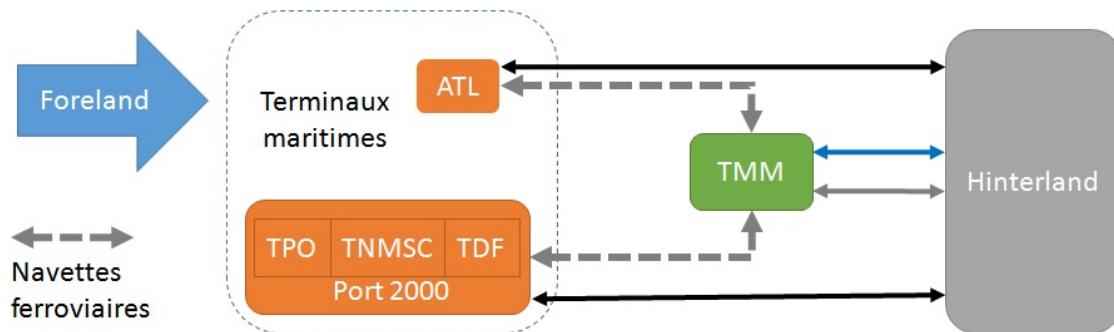 Foreland
Terminaux
maritimes
ATL
TMM
Hinterland
TPO TNMSC TDF
Port 2000
Navettes
ferroviaires